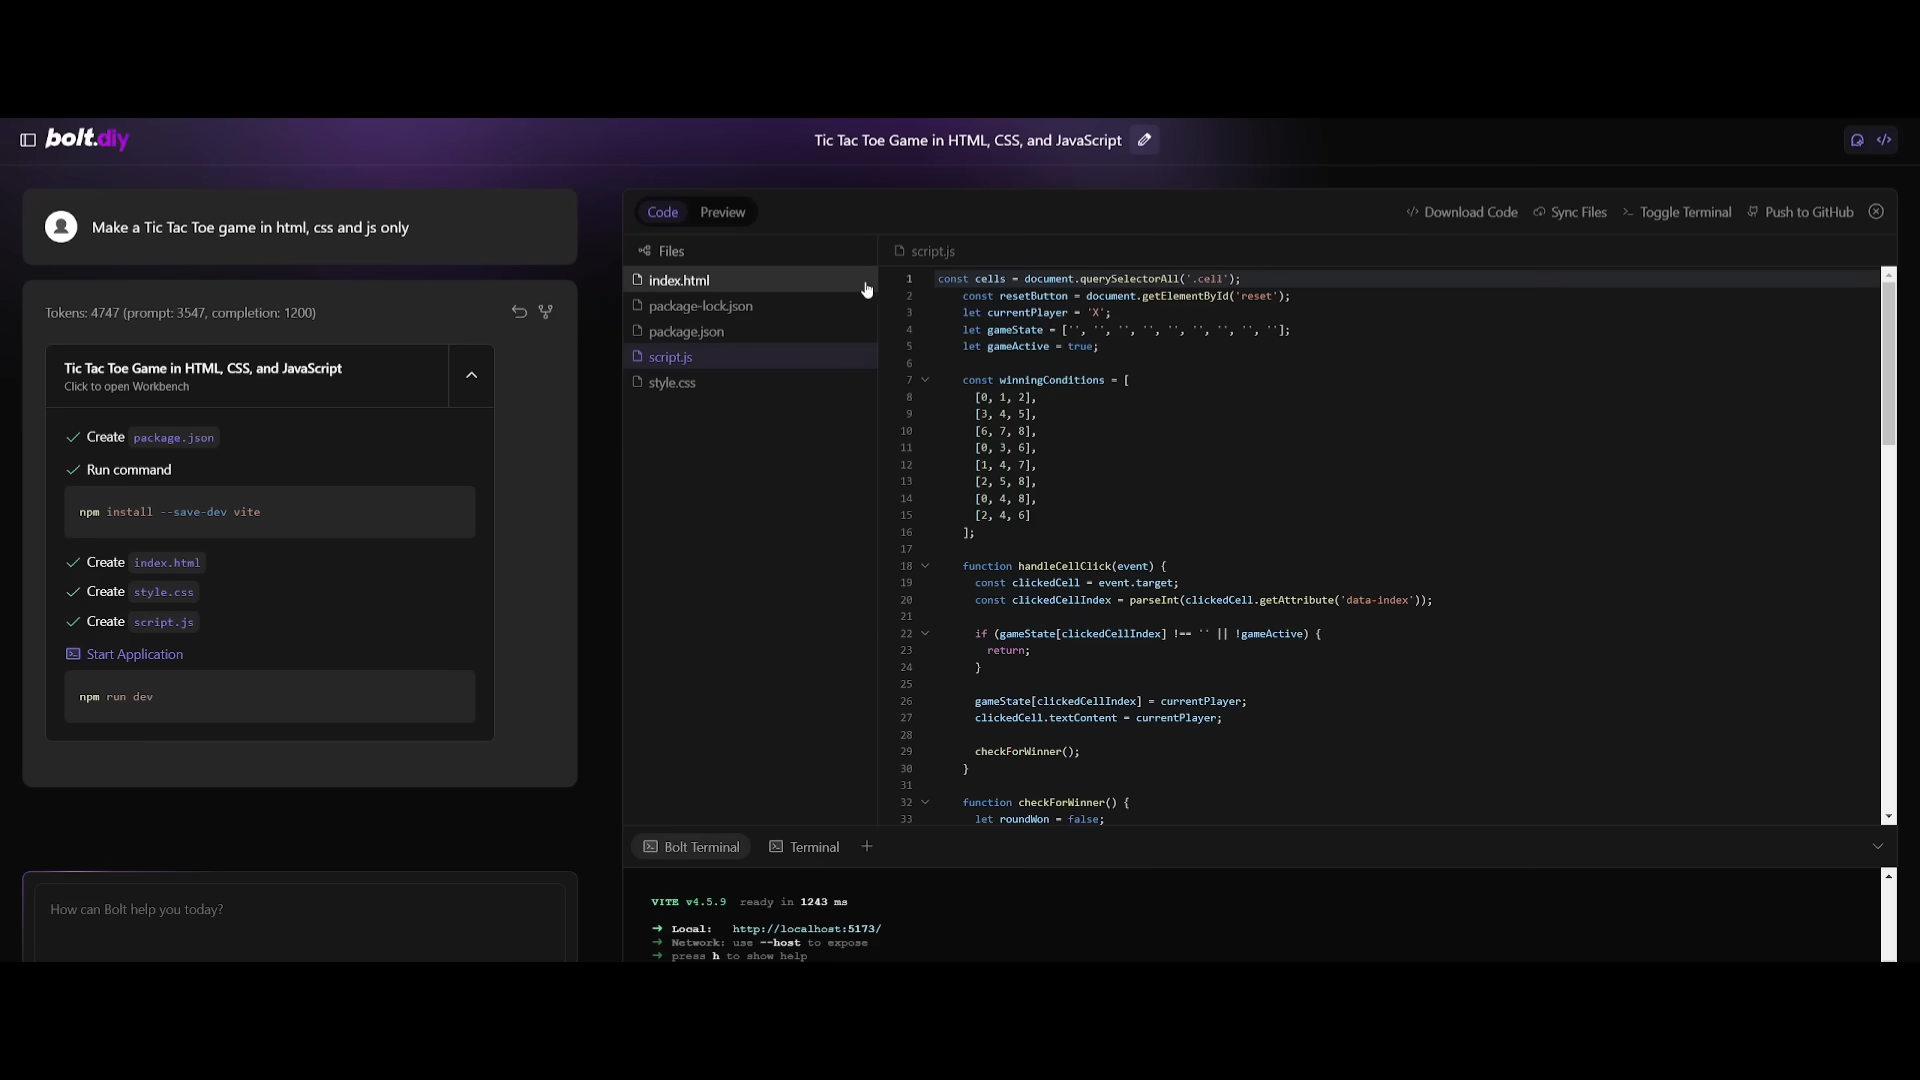 bolt.diy
Tic Tac Toe Game in HTML, CSS, and JavaScript
Make a Tic Tac Toe game in html, css and js only
Tokens: 4747 (prompt: 3547, completion: 1200)
Tic Tac Toe Game in HTML, CSS, and JavaScript
Click to open Workbench
Create package.json
Run command
npm install --save-dev vite
Create index.html
Create style.css
Create script.js
Start Application
npm run dev
How can Bolt help you today?
Code Preview
Download Code Sync Files Toggle Terminal Push to GitHub
Files
index.html
package-lock.json
package.json
script.js
style.css
script.js
1 const cells = document.querySelectorAll('.cell');
2 const resetButton = document.getElementById('reset');
3 let currentPlayer = 'X';
4 let gameState = ['', '', '', '', '', '', '', '', ''];
5 let gameActive = true;
6
7 const winningConditions = [
8 [0, 1, 2],
9 [3, 4, 5],
10 [6, 7, 8],
11 [0, 3, 6],
12 [1, 4, 7],
13 [2, 5, 8],
14 [0, 4, 8],
15 [2, 4, 6]
16 ];
17
18 function handleCellClick(event) {
19 const clickedCell = event.target;
20 const clickedCellIndex = parseInt(clickedCell.getAttribute('data-index'));
21
22 if (gameState[clickedCellIndex] !== '' || !gameActive) {
23 return;
24 }
25
26 gameState[clickedCellIndex] = currentPlayer;
27 clickedCell.textContent = currentPlayer;
28
29 checkForWinner();
30 }
31
32 function checkForWinner() {
33 let roundWon = false;
Bolt Terminal Terminal
VITE v4.5.9 ready in 1243 ms
➜ Local: http://localhost:5173/
➜ Network: use --host to expose
➜ press h to show help